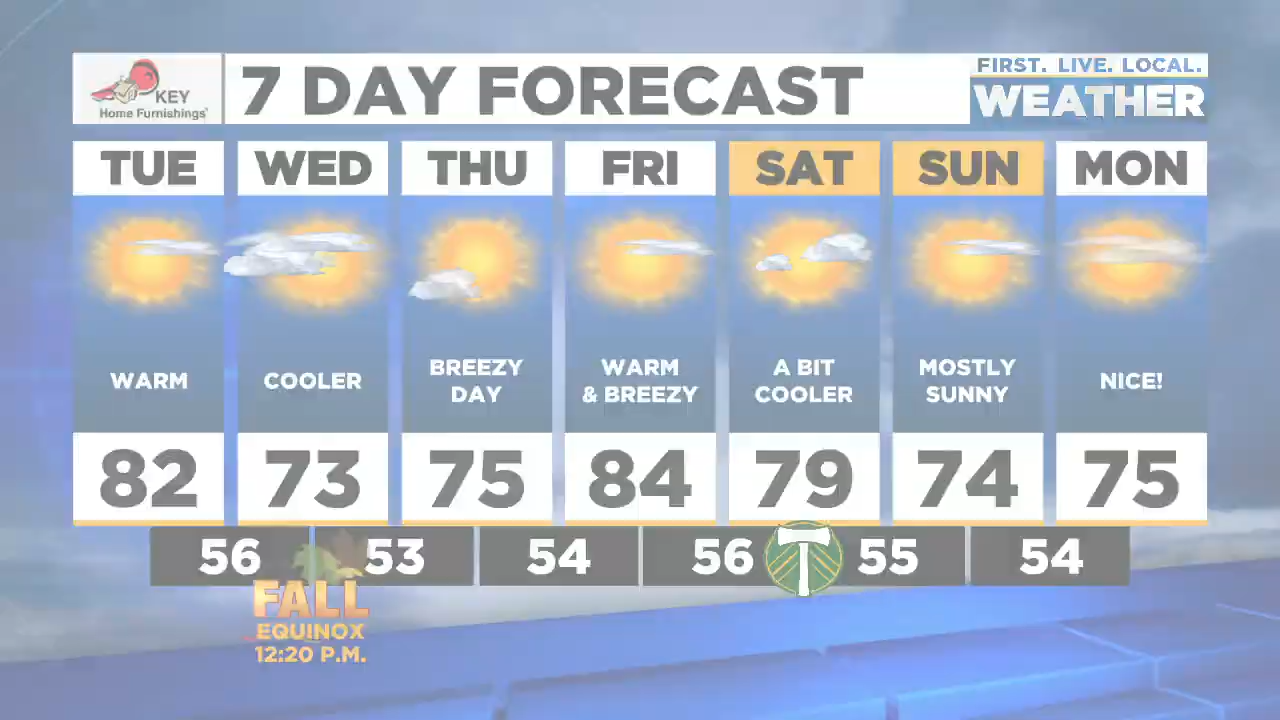 KEY
Home Furnishings
7 DAY FORECAST
FIRST. LIVE. LOCAL.
WEATHER
TUE
WED
THU
FRI
SAT
SUN
MON
WARM
COOLER
BREEZY
DAY
WARM
& BREEZY
A BIT
COOLER
MOSTLY
SUNNY
NICE!
82
73
75
84
79
74
75
56
53
54
56
55
54
FALL
EQUINOX
12:20 P.M.